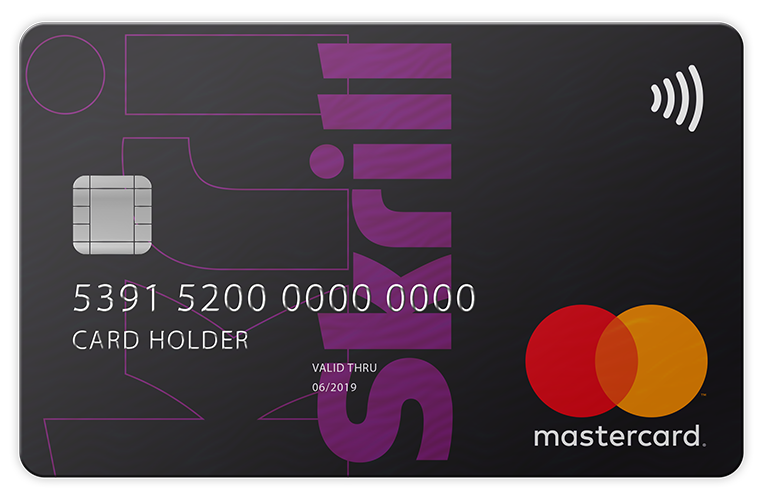 skrill
5391 5200 0000 0000
CARD HOLDER
VALID THRU
06/2019
mastercard.